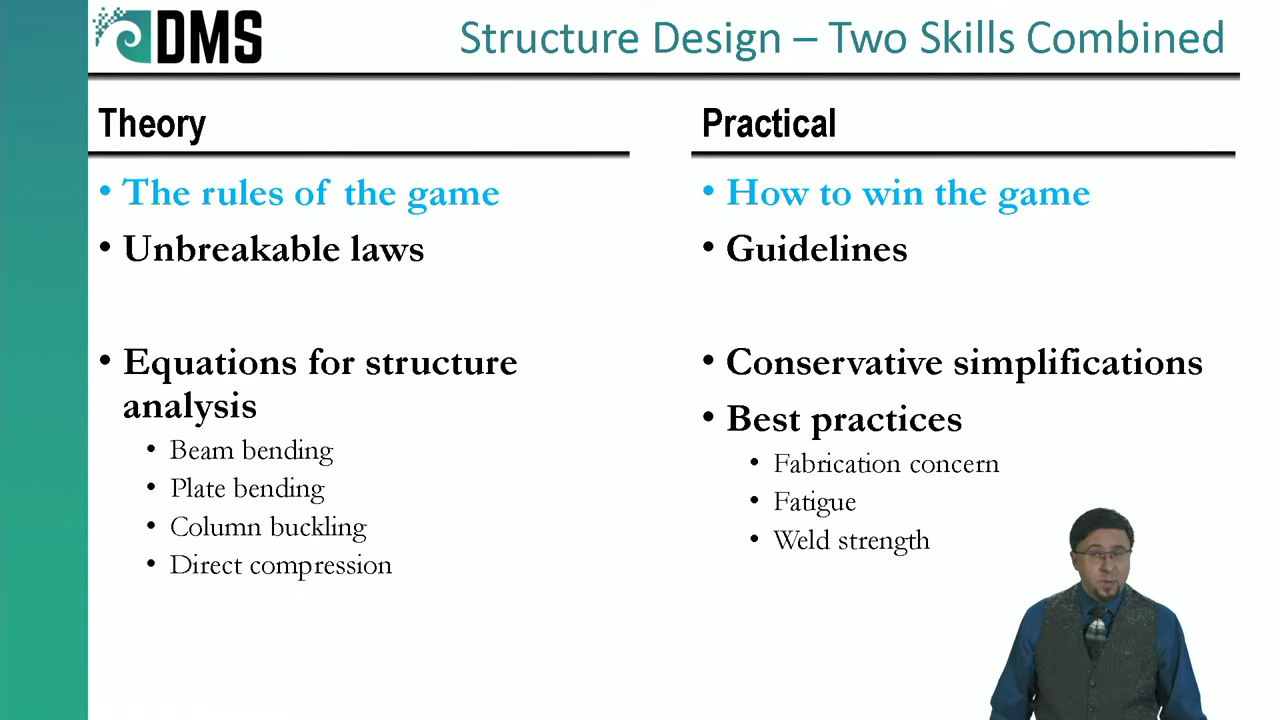 DMS
Structure Design – Two Skills Combined
Theory
• The rules of the game
• Unbreakable laws
• Equations for structure
analysis
• Beam bending
• Plate bending
• Column buckling
• Direct compression
Practical
• How to win the game
• Guidelines
• Conservative simplifications
• Best practices
• Fabrication concern
• Fatigue
• Weld strength